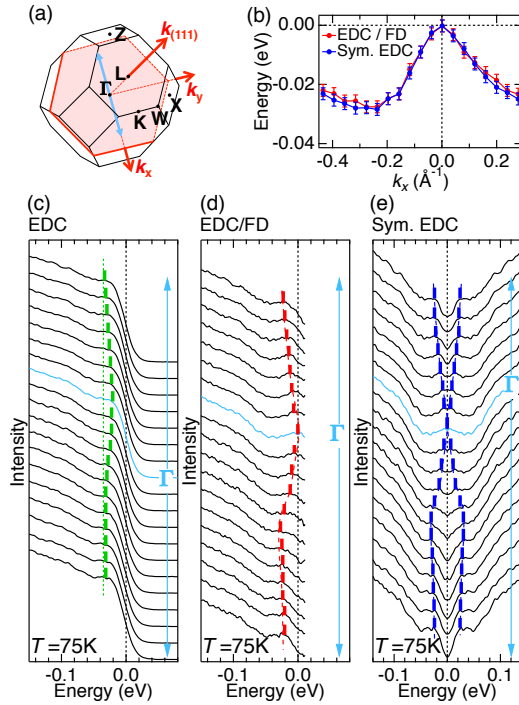 (a)
Z
k(111)
L
Γ
ky
K
W
X
kx
(b)
0.00
-0.02
-0.04
Energy (eV)
EDC / FD
Sym. EDC
-0.4 -0.2 0.0 0.2
kx (Å-1)
(c)
EDC
Intensity
Γ
T =75K
-0.1 0.0
Energy (eV)
(d)
EDC/FD
Intensity
Γ
T =75K
-0.1 0.0
Energy (eV)
(e)
Sym. EDC
Intensity
Γ
T =75K
-0.1 0.0 0.1
Energy (eV)